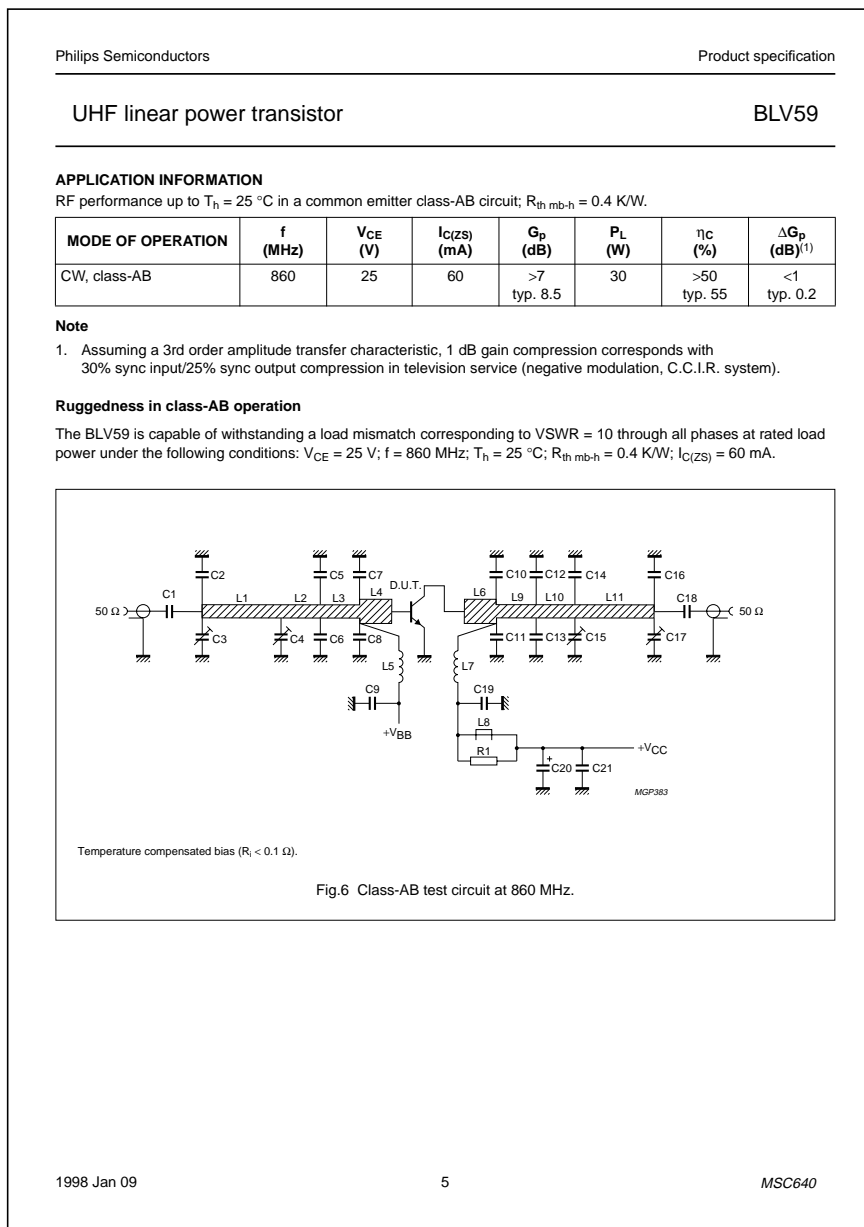 Philips Semiconductors Product specification
UHF linear power transistor BLV59
APPLICATION INFORMATION
RF performance up to Th = 25 °C in a common emitter class-AB circuit; Rth mb-h = 0.4 K/W.
MODE OF OPERATION f (MHz) VCE (V) IC(ZS) (mA) Gp (dB) PL (W) ηC (%) ΔGp (dB)(1)
CW, class-AB 860 25 60 >7 30 >50 <1
typ. 8.5 typ. 55 typ. 0.2
Note
1. Assuming a 3rd order amplitude transfer characteristic, 1 dB gain compression corresponds with
30% sync input/25% sync output compression in television service (negative modulation, C.C.I.R. system).
Ruggedness in class-AB operation
The BLV59 is capable of withstanding a load mismatch corresponding to VSWR = 10 through all phases at rated load
power under the following conditions: VCE = 25 V; f = 860 MHz; Th = 25 °C; Rth mb-h = 0.4 K/W; IC(ZS) = 60 mA.
C2 C5 C7 D.U.T. C10 C12 C14 C16
C1 L1 L2 L3 L4 L6 L9 L10 L11 C18
50 Ω 50 Ω
C3 C4 C6 C8 C11 C13 C15 C17
L5 L7
C9 C19
+VBB L8
R1 +VCC
+
C20 C21
MGP383
Temperature compensated bias (Ri < 0.1 Ω).
Fig.6 Class-AB test circuit at 860 MHz.
1998 Jan 09 5 MSC640